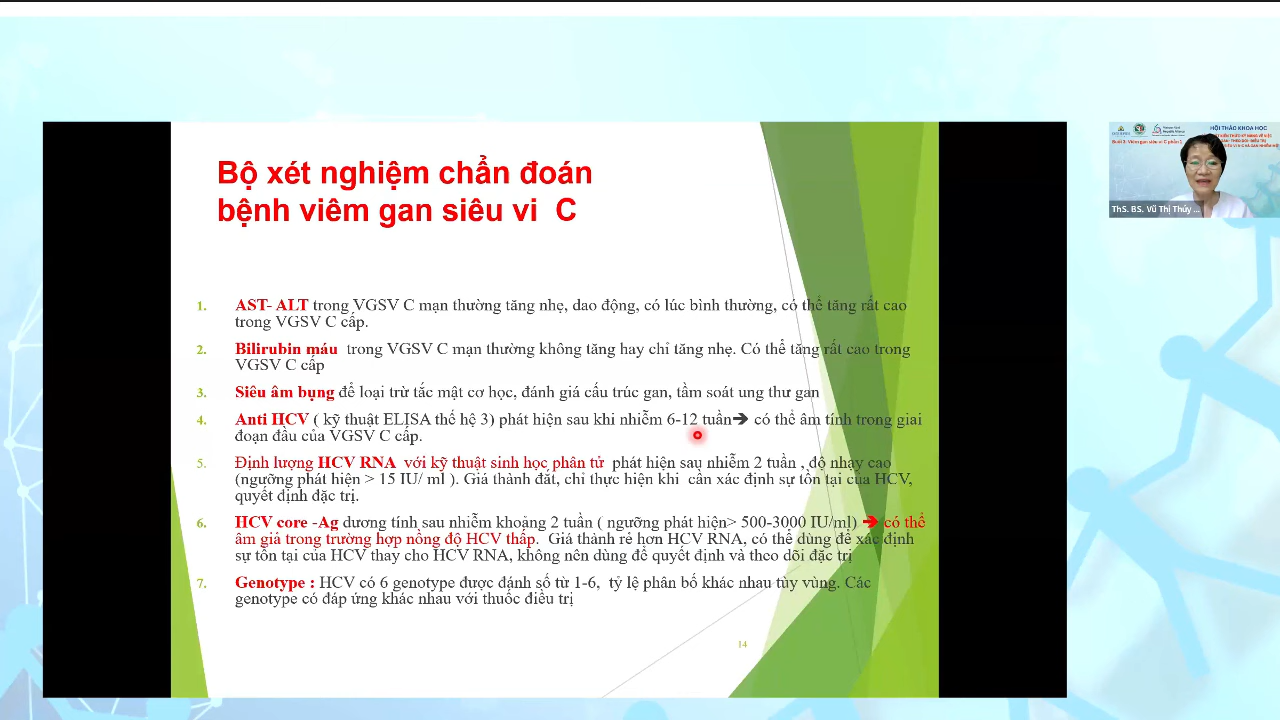 Bộ xét nghiệm chẩn đoán
bệnh viêm gan siêu vi C
1. AST- ALT trong VGSV C mạn thường tăng nhẹ, dao động, có lúc bình thường, có thể tăng rất cao
trong VGSV C cấp.
2. Bilirubin máu trong VGSV C mạn thường không tăng hay chỉ tăng nhẹ. Có thể tăng rất cao trong
VGSV C cấp
3. Siêu âm bụng để loại trừ tắc mật cơ học, đánh giá cấu trúc gan, tầm soát ung thư gan
4. Anti HCV ( kỹ thuật ELISA thế hệ 3) phát hiện sau khi nhiễm 6-12 tuần➔ có thể âm tính trong giai
đoạn đầu của VGSV C cấp.
5. Định lượng HCV RNA với kỹ thuật sinh học phân tử phát hiện sau nhiễm 2 tuần , độ nhạy cao
(ngưỡng phát hiện > 15 IU/ ml ). Giá thành đắt, chỉ thực hiện khi cần xác định sự tồn tại của HCV,
quyết định đặc trị.
6. HCV core -Ag dương tính sau nhiễm khoảng 2 tuần ( ngưỡng phát hiện> 500-3000 IU/ml) ➔ có thể
âm giả trong trường hợp nồng độ HCV thấp. Giá thành rẻ hơn HCV RNA, có thể dùng để xác định
sự tồn tại của HCV thay cho HCV RNA, không nên dùng để quyết định và theo dõi đặc trị
7. Genotype : HCV có 6 genotype được đánh số từ 1-6, tỷ lệ phân bố khác nhau tùy vùng. Các
genotype có đáp ứng khác nhau với thuốc điều trị
14
HỘI THẢO KHOA HỌC
Buổi 3: Viêm gan siêu vi C phần 1
ThS. BS. Vũ Thị Thúy ...